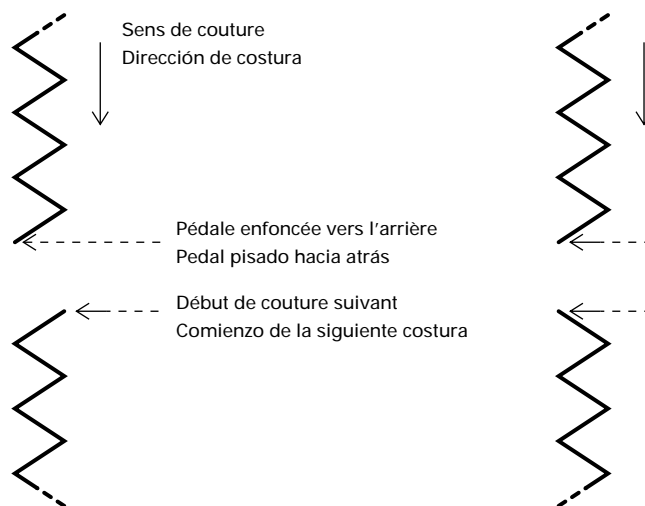 Sens de couture
Dirección de costura
Pédale enfoncée vers l'arrière
Pedal pisado hacia atrás
Début de couture suivant
Comienzo de la siguiente costura